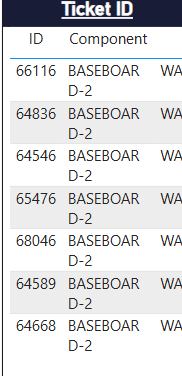 Ticket ID
ID Component
66116 BASEBOAR WA
D-2
64836 BASEBOAR WA
D-2
64546 BASEBOAR WA
D-2
65476 BASEBOAR WA
D-2
68046 BASEBOAR WA
D-2
64589 BASEBOAR WA
D-2
64668 BASEBOAR WA
D-2